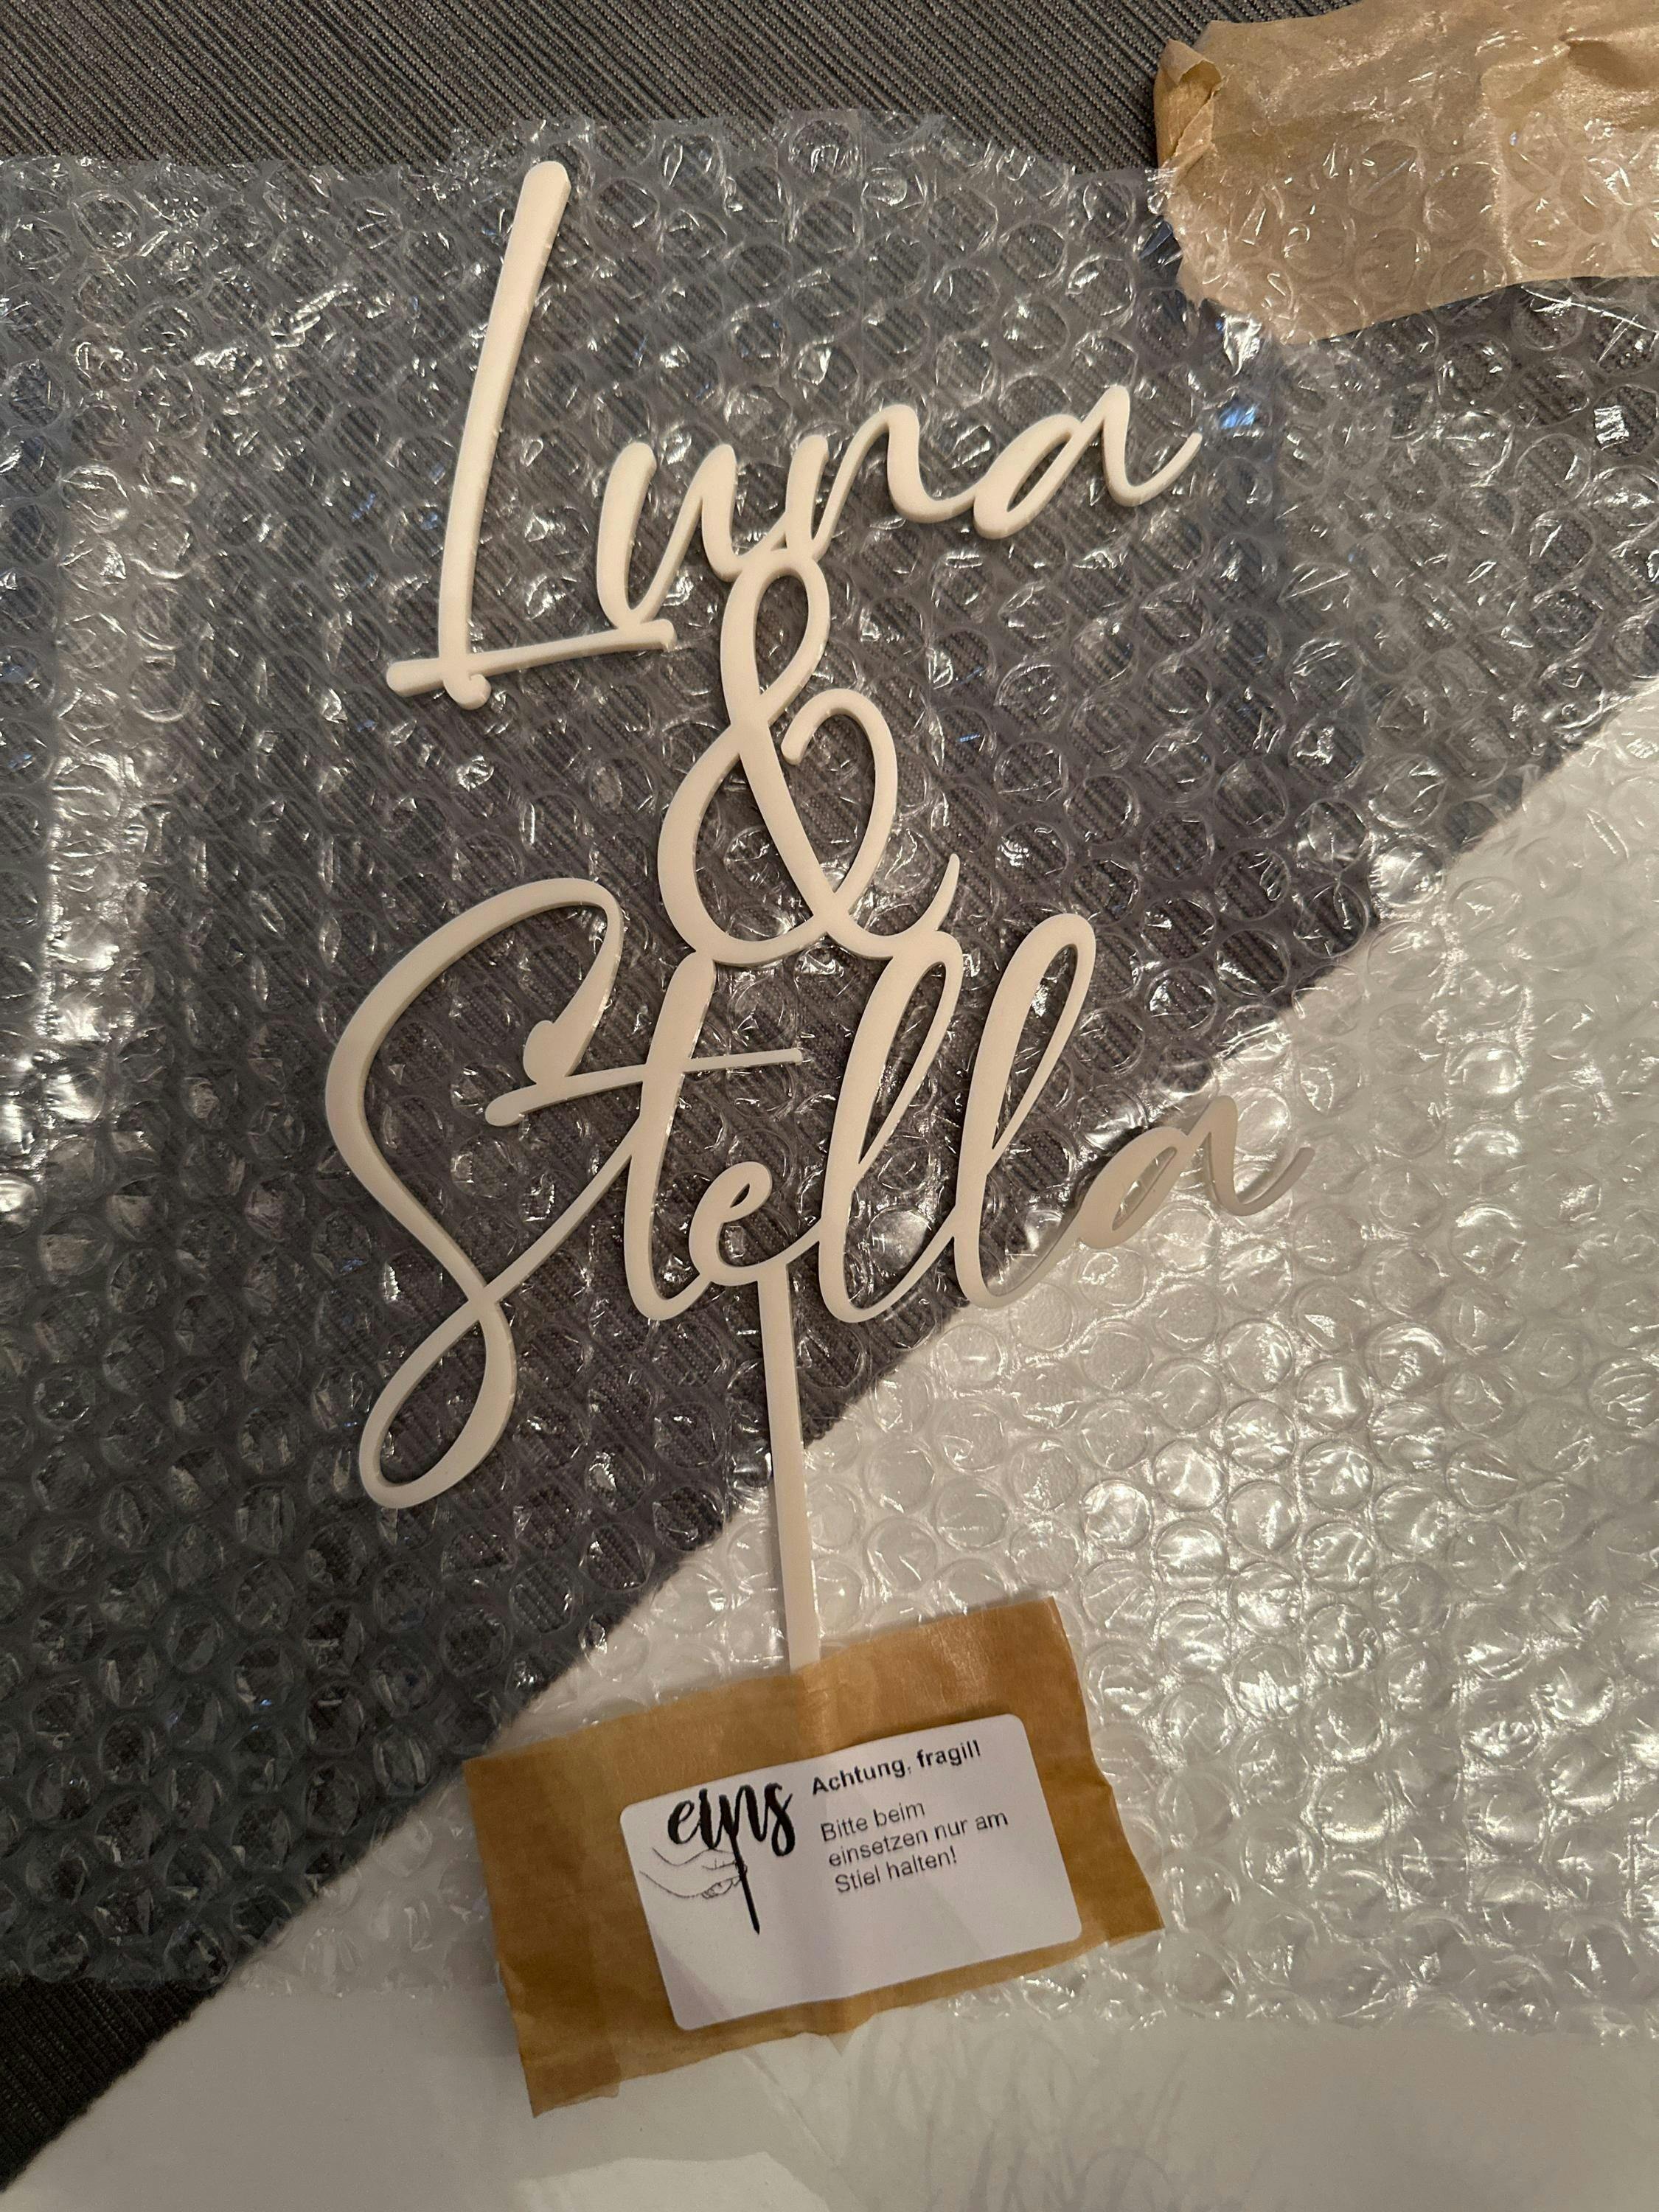 Luna
&
Stella
eins
Achtung, fragil!
Bitte beim
einsetzen nur am
Stiel halten!